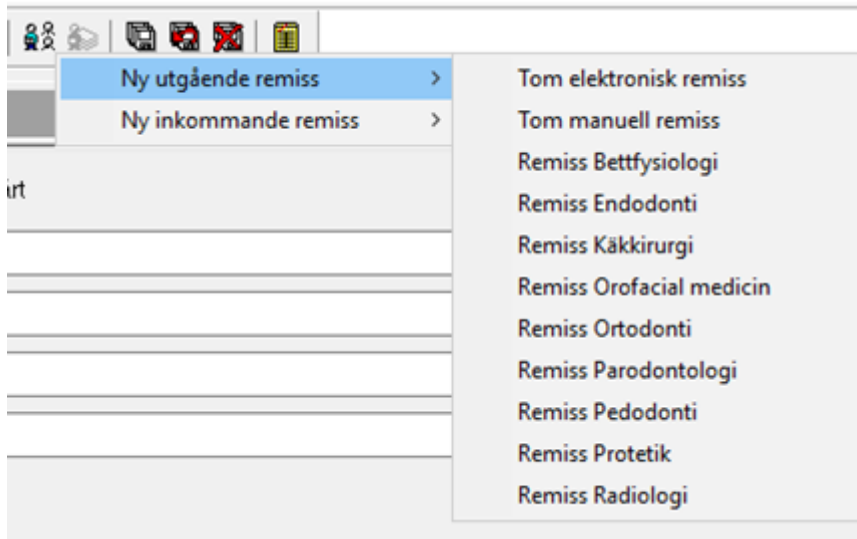 Ny utgående remiss
Ny inkommande remiss
Tom elektronisk remiss
Tom manuell remiss
Remiss Bettfysiologi
Remiss Endodonti
Remiss Käkkirurgi
Remiss Orofacial medicin
Remiss Ortodonti
Remiss Parodontologi
Remiss Pedodonti
Remiss Protetik
Remiss Radiologi